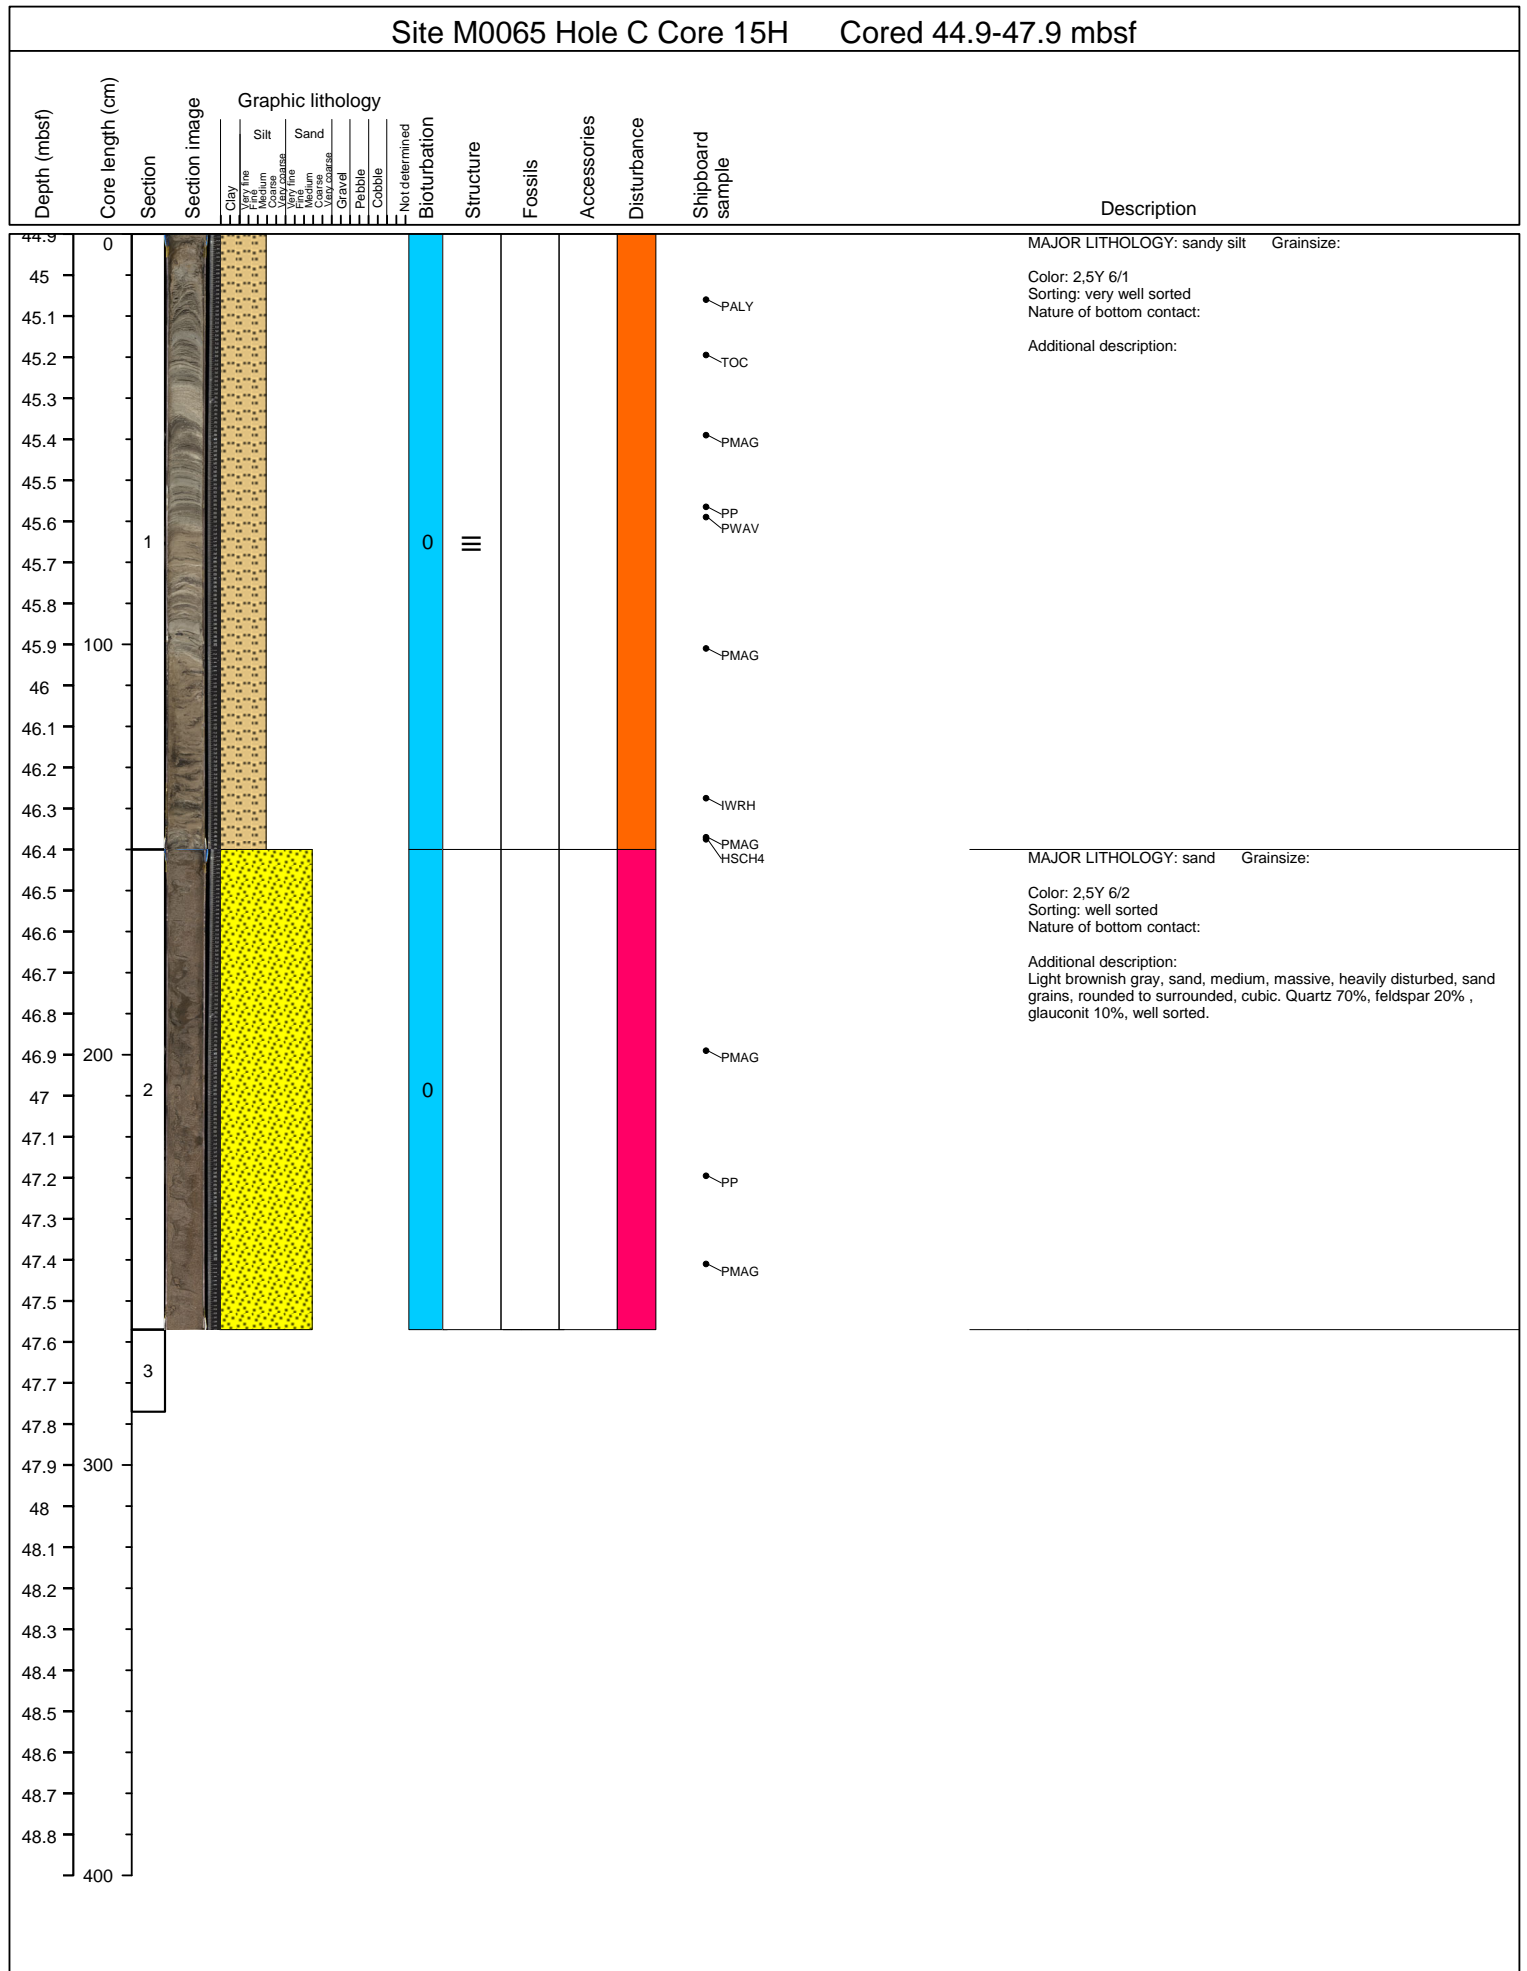 Site M0065 Hole C Core 15H Cored 44.9-47.9 mbsf
Depth (mbsf)
Core length (cm)
Section
Section image
Graphic lithology
Clay
Silt
Very fine
Fine
Medium
Coarse
Very coarse
Sand
Very fine
Fine
Medium
Coarse
Very coarse
Gravel
Pebble
Cobble
Not determined
Bioturbation
Structure
Fossils
Accessories
Disturbance
Shipboard
sample
Description
44.9
45
45.1
45.2
45.3
45.4
45.5
45.6
45.7
45.8
45.9
46
46.1
46.2
46.3
46.4
46.5
46.6
46.7
46.8
46.9
47
47.1
47.2
47.3
47.4
47.5
47.6
47.7
47.8
47.9
48
48.1
48.2
48.3
48.4
48.5
48.6
48.7
48.8
0
100
200
300
400
1
2
3
0
0
PALY
TOC
PMAG
PP
PWAV
PMAG
IWRH
PMAG
HSCH4
PMAG
PP
PMAG
MAJOR LITHOLOGY: sandy silt Grainsize:
Color: 2,5Y 6/1
Sorting: very well sorted
Nature of bottom contact:
Additional description:
MAJOR LITHOLOGY: sand Grainsize:
Color: 2,5Y 6/2
Sorting: well sorted
Nature of bottom contact:
Additional description:
Light brownish gray, sand, medium, massive, heavily disturbed, sand
grains, rounded to surrounded, cubic. Quartz 70%, feldspar 20% ,
glauconit 10%, well sorted.